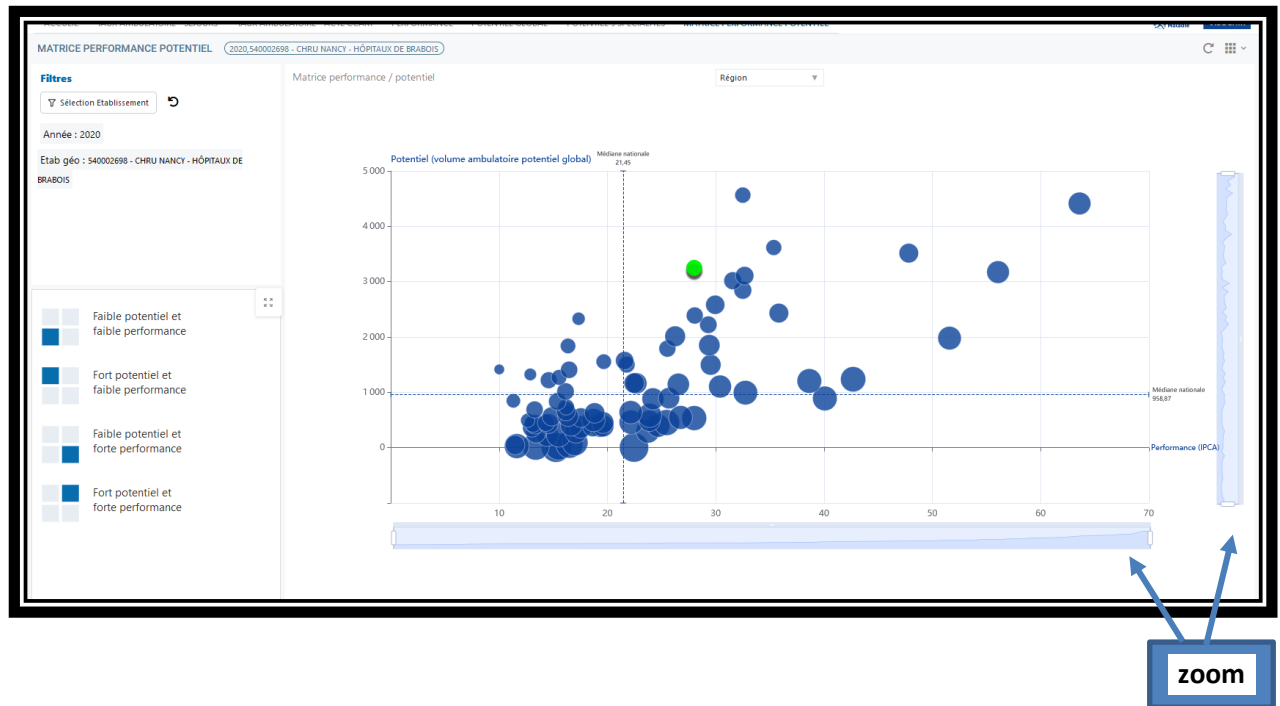 MATRICE PERFORMANCE POTENTIEL
2020,540002698 - CHRU NANCY - HÔPITAUX DE BRABOIS
Filtres
Sélection Etablissement
Année : 2020
Etab géo : 540002698 - CHRU NANCY - HÔPITAUX DE
BRABOIS
Faible potentiel et
faible performance
Fort potentiel et
faible performance
Faible potentiel et
forte performance
Fort potentiel et
forte performance
Matrice performance / potentiel
Région
Potentiel (volume ambulatoire potentiel global)
Médiane nationale
21,45
5 000
4 000
3 000
2 000
1 000
0
Médiane nationale
958,87
Performance (IPCA)
10
20
30
40
50
60
70
zoom